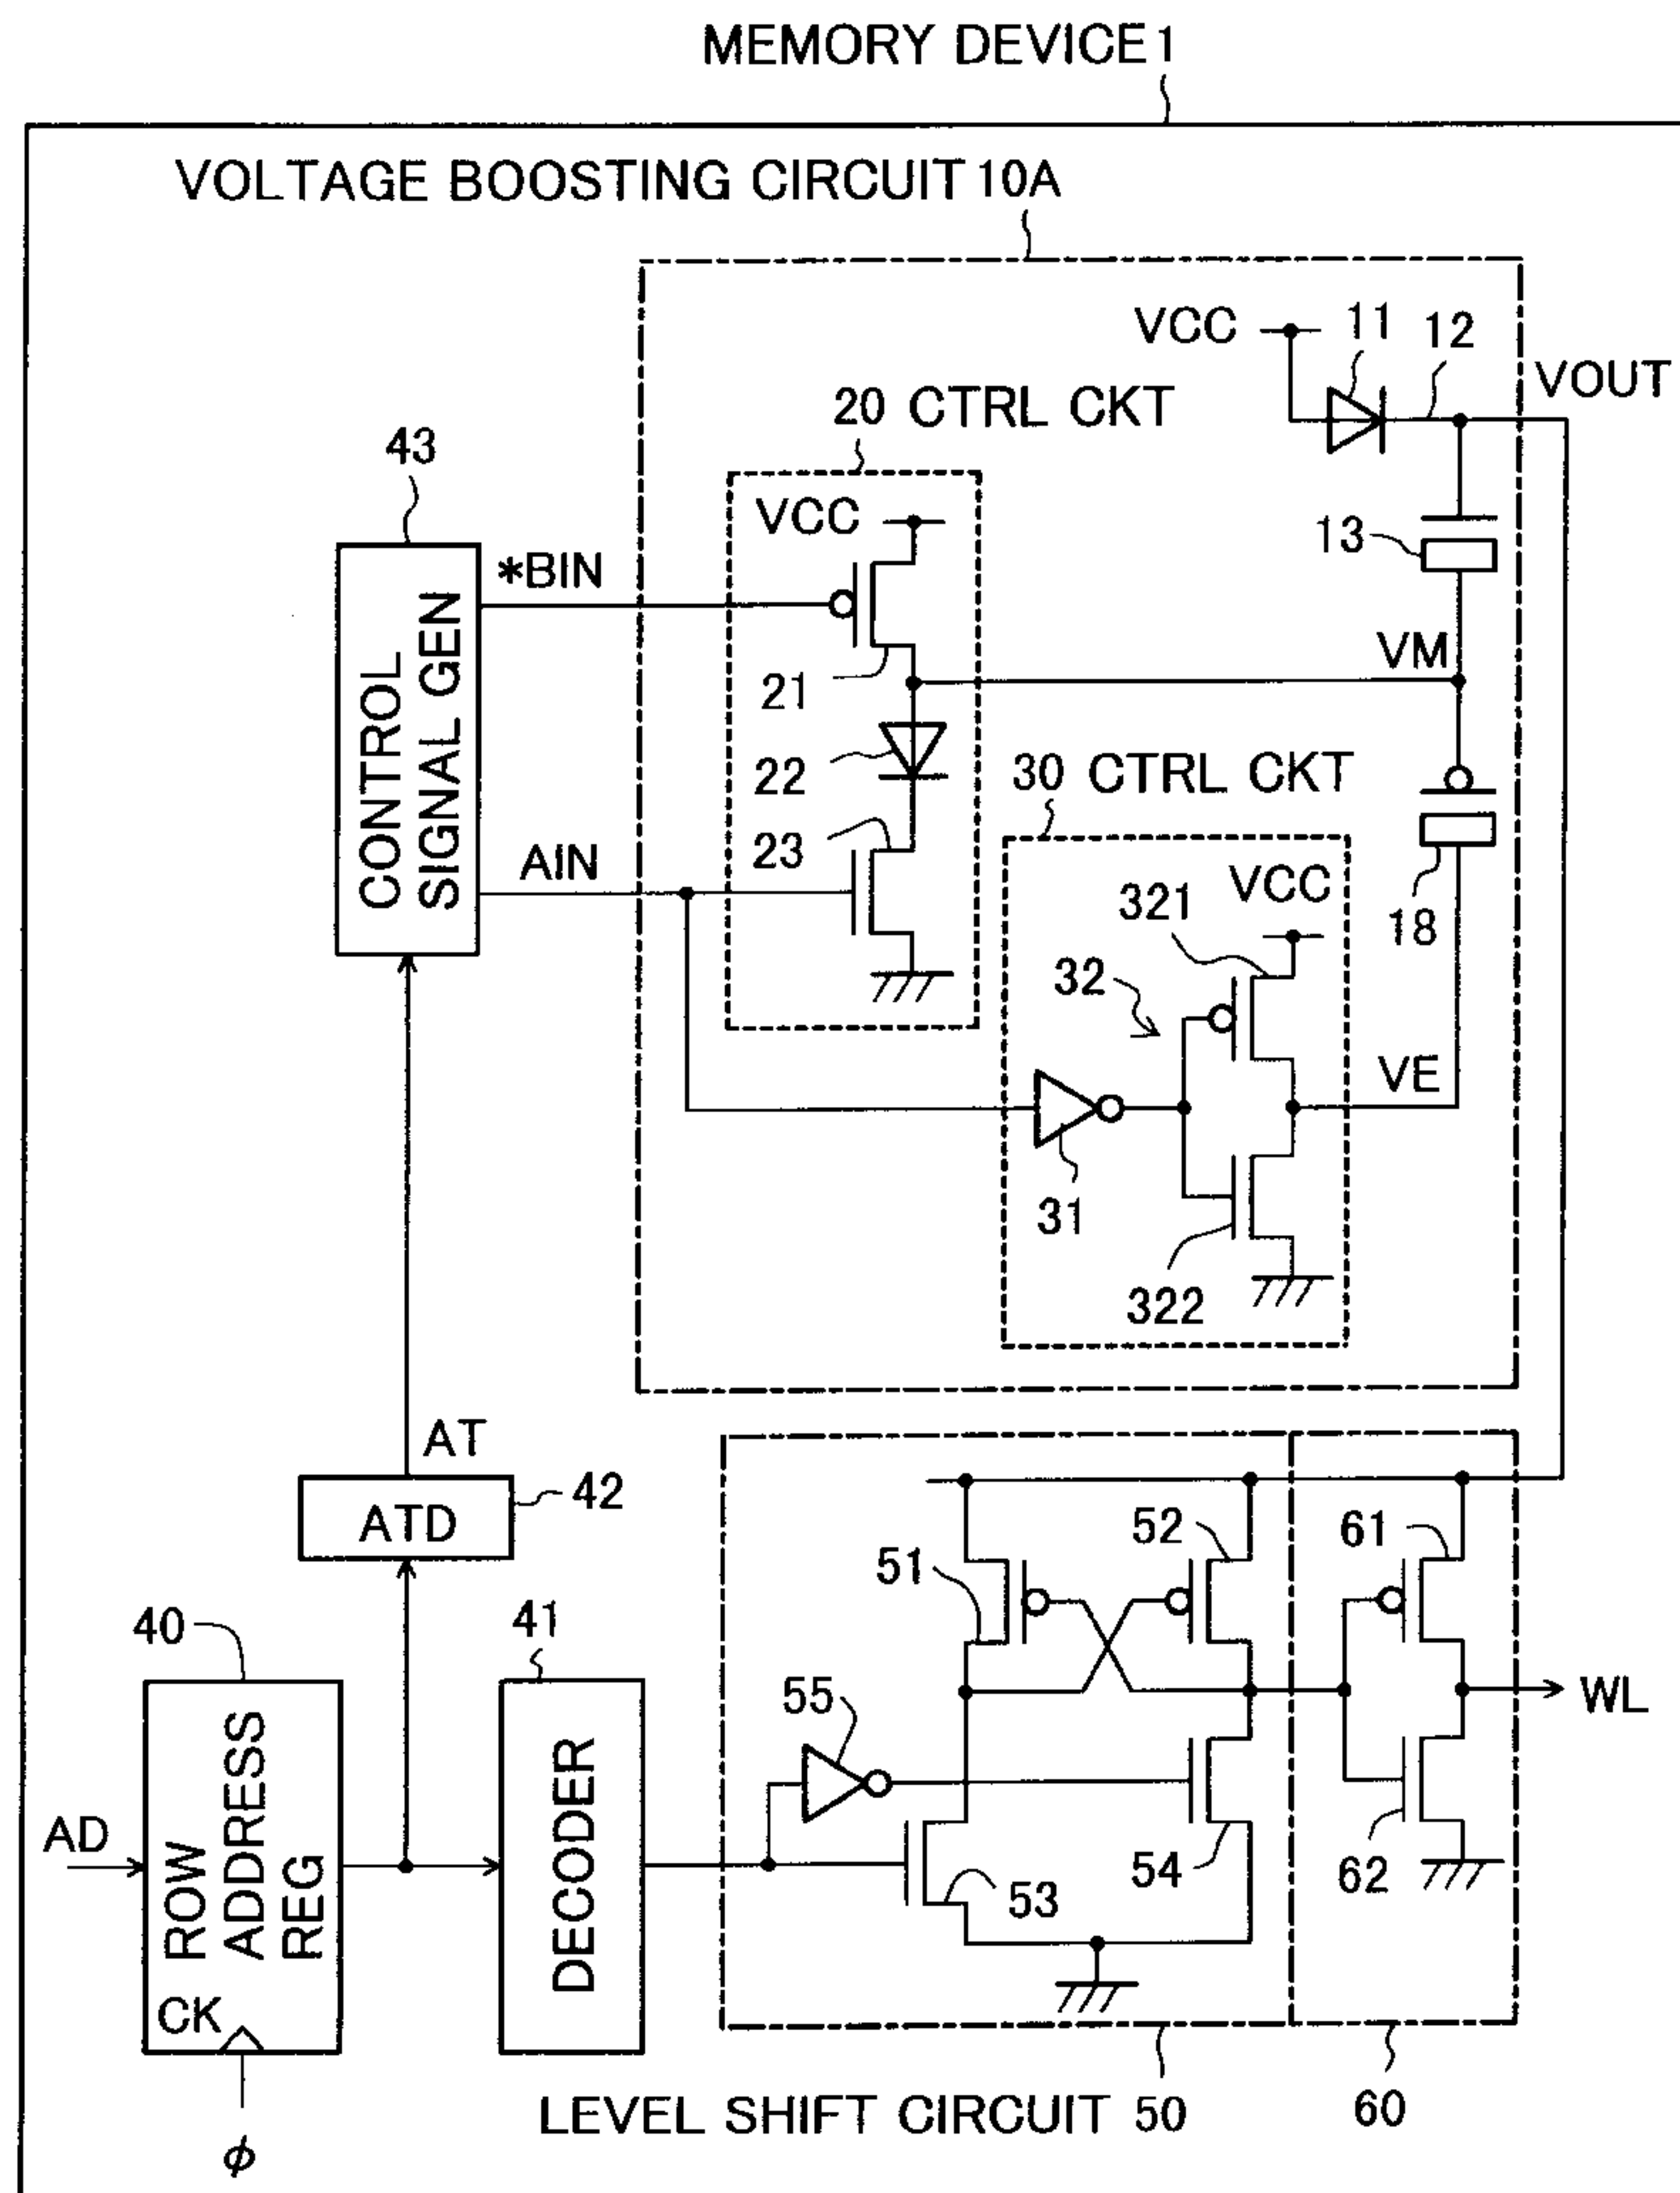 MEMORY DEVICE 1
VOLTAGE BOOSTING CIRCUIT 10A
VCC
11
12
VOUT
20 CTRL CKT
43
VCC
13
*BIN
CONTROL
SIGNAL GEN
VM
21
22
30 CTRL CKT
23
AIN
VCC
321
18
32
VE
31
322
AT
42
ATD
52
61
51
40
41
55
WL
ROW
ADDRESS
REG
DECODER
AD
54
62
53
CK
LEVEL SHIFT CIRCUIT 50
60
ϕ